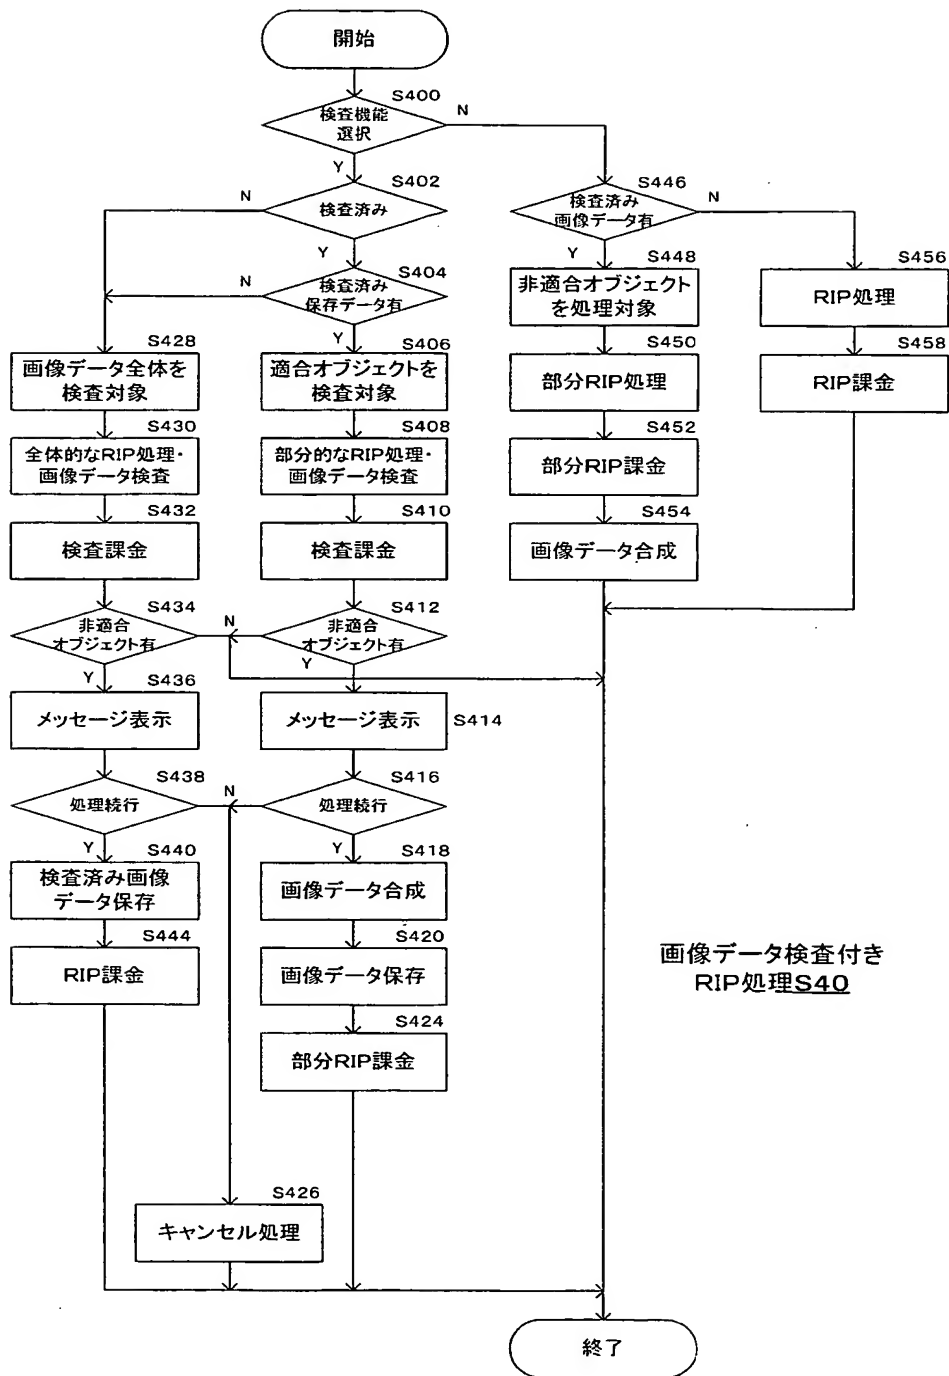 開始
S400
検査機能
選択
N
Y
S402
検査済み
N
Y
S404
検査済み
保存データ有
N
Y
S446
検査済み
画像データ有
N
Y
S448
非適合オブジェクト
を処理対象
S450
部分RIP処理
S452
部分RIP課金
S454
画像データ合成
S456
RIP処理
S458
RIP課金
S428
画像データ全体を
検査対象
S430
全体的なRIP処理・
画像データ検査
S432
検査課金
S434
非適合
オブジェクト有
N
Y
S436
メッセージ表示
S438
処理続行
N
Y
S440
検査済み画像
データ保存
S444
RIP課金
S406
適合オブジェクトを
検査対象
S408
部分的なRIP処理・
画像データ検査
S410
検査課金
S412
非適合
オブジェクト有
Y
メッセージ表示
S414
S416
処理続行
Y
S418
画像データ合成
S420
画像データ保存
S424
部分RIP課金
S426
キャンセル処理
画像データ検査付き
RIP処理S40
終了